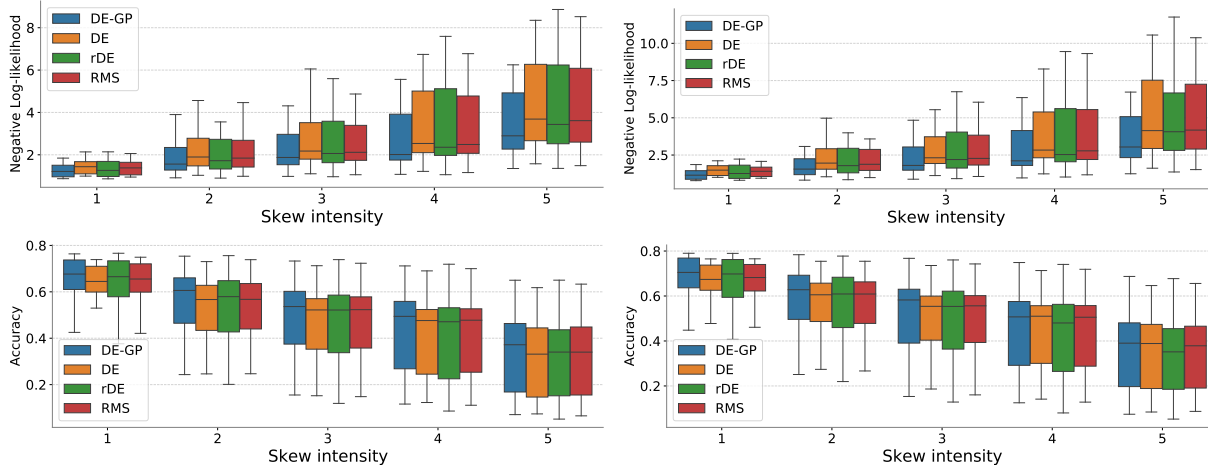 Negative Log-likelihood
8
6
4
2
DE-GP
DE
rDE
RMS
1 2 3 4 5
Skew intensity
Negative Log-likelihood
10.0
7.5
5.0
2.5
DE-GP
DE
rDE
RMS
1 2 3 4 5
Skew intensity
Accuracy
0.8
0.6
0.4
0.2
DE-GP
DE
rDE
RMS
1 2 3 4 5
Skew intensity
Accuracy
0.8
0.6
0.4
0.2
DE-GP
DE
rDE
RMS
1 2 3 4 5
Skew intensity